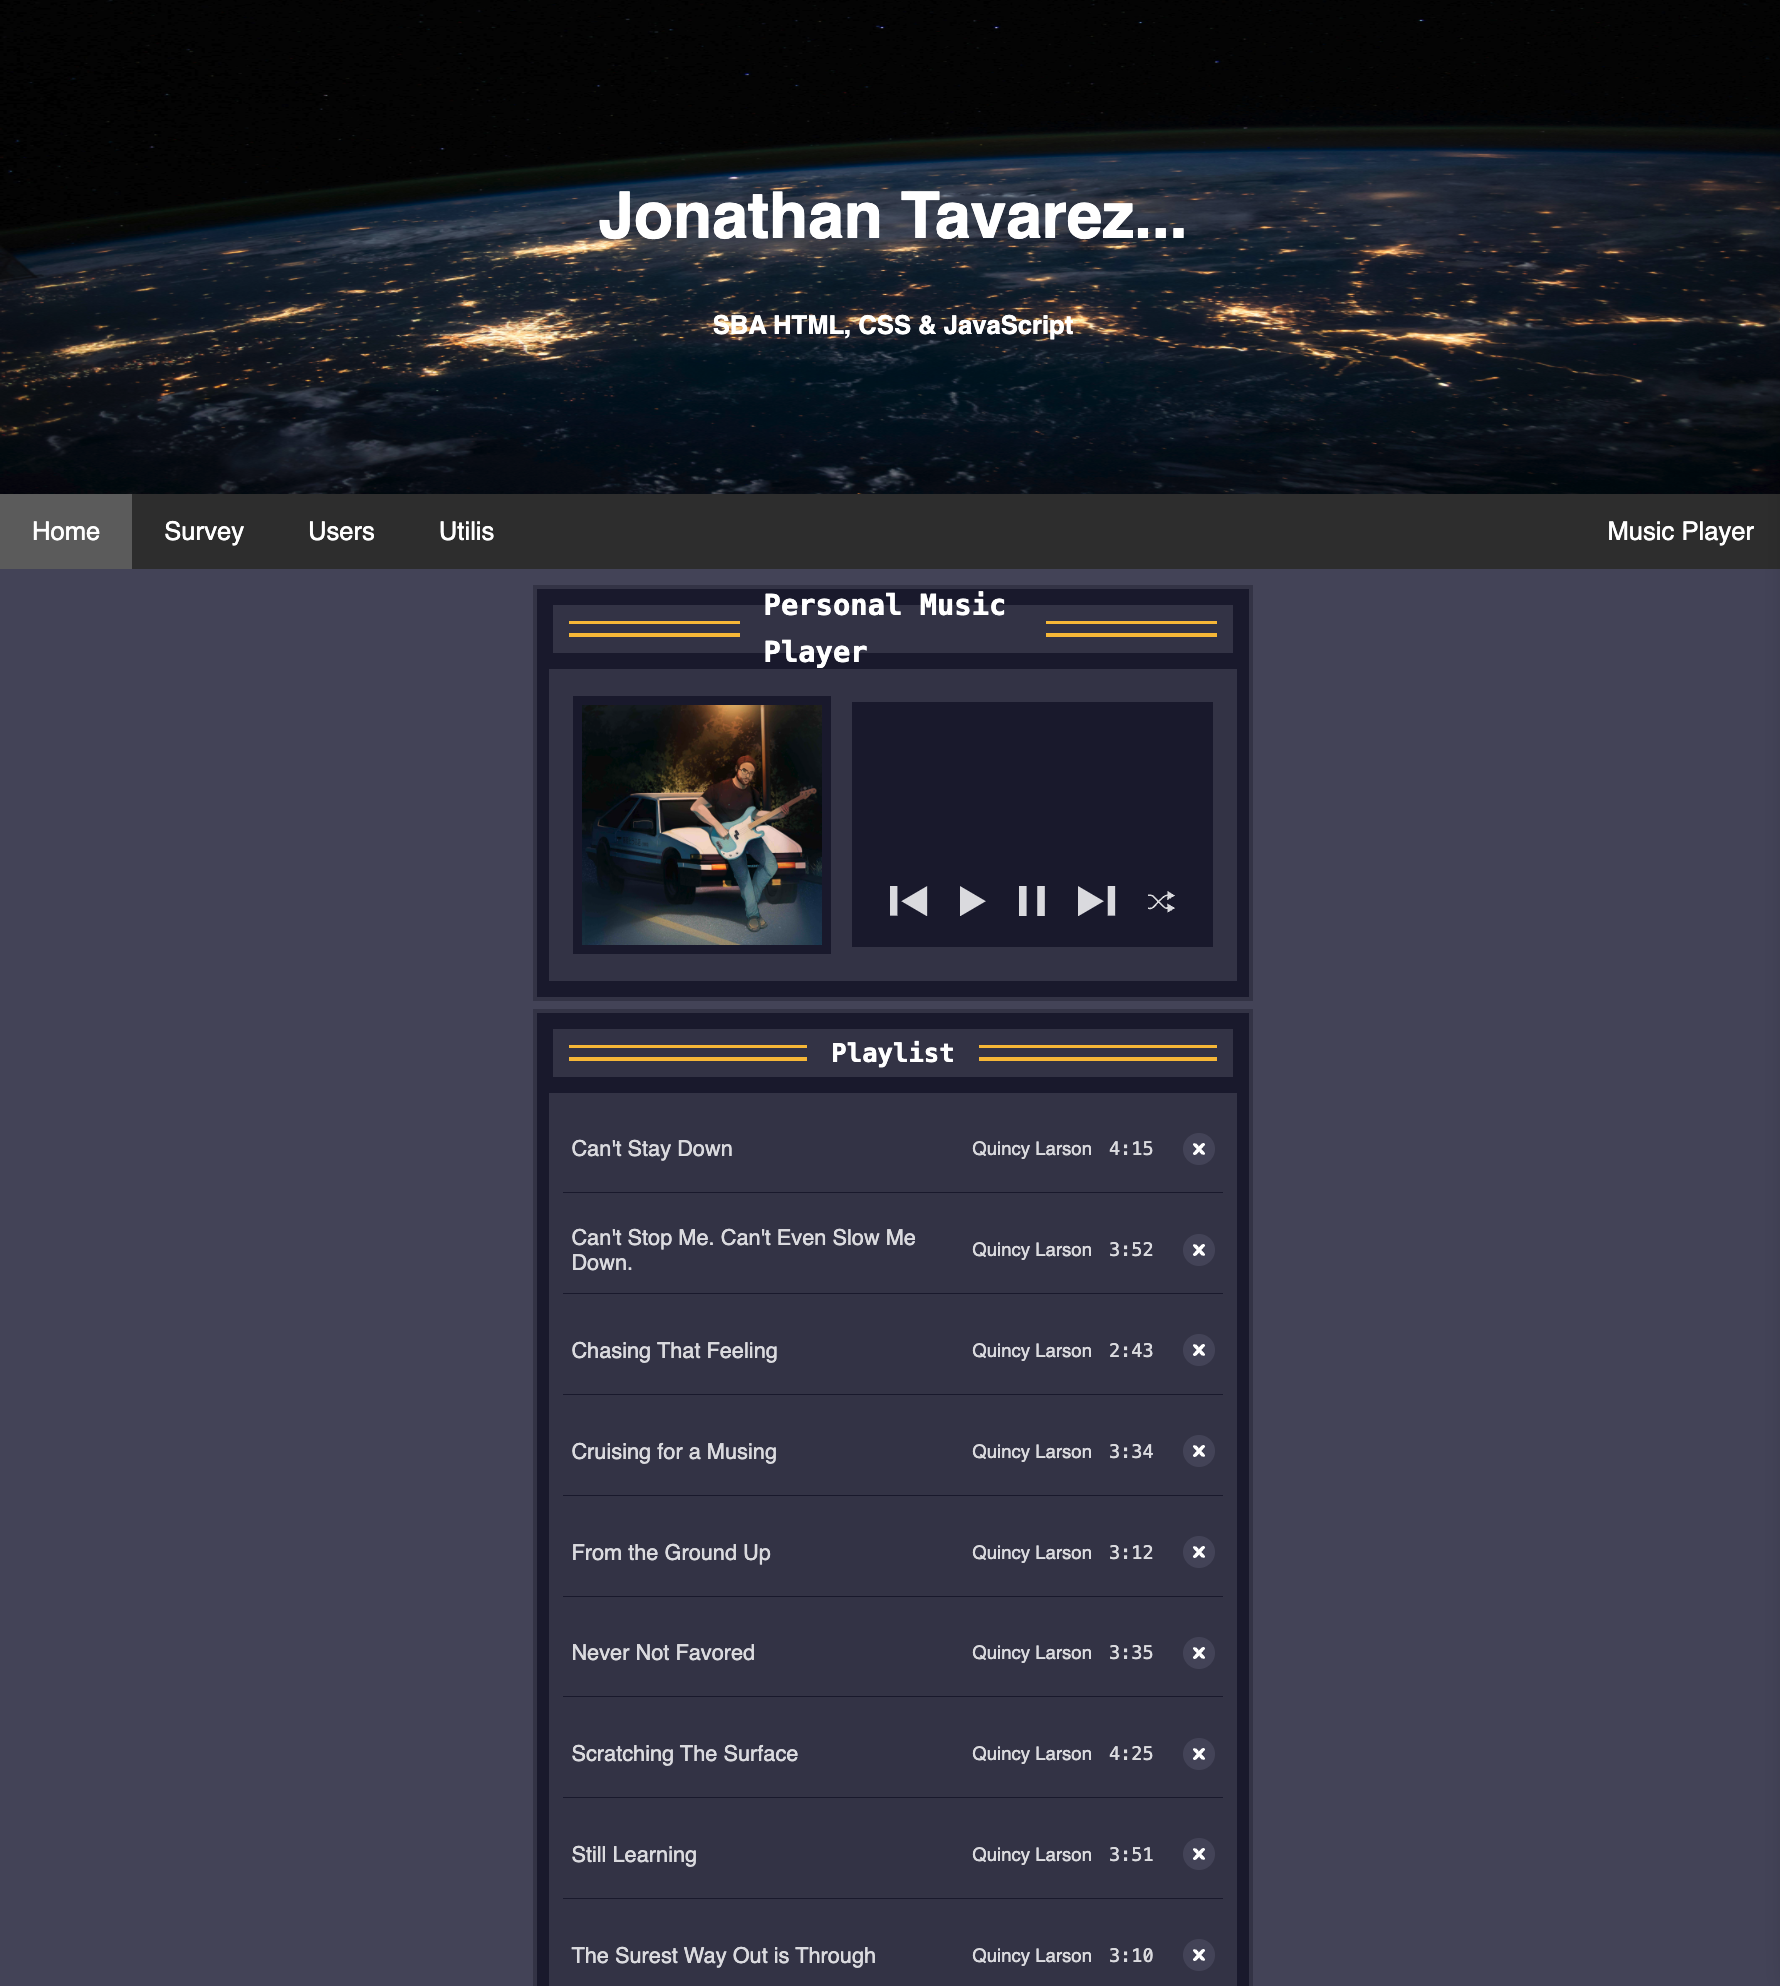 Jonathan Tavarez...
SBA HTML, CSS & JavaScript
Home Survey Users Utilis Music Player
Personal Music
Player
Playlist
Can't Stay Down Quincy Larson 4:15
Can't Stop Me. Can't Even Slow Me
Down. Quincy Larson 3:52
Chasing That Feeling Quincy Larson 2:43
Cruising for a Musing Quincy Larson 3:34
From the Ground Up Quincy Larson 3:12
Never Not Favored Quincy Larson 3:35
Scratching The Surface Quincy Larson 4:25
Still Learning Quincy Larson 3:51
The Surest Way Out is Through Quincy Larson 3:10